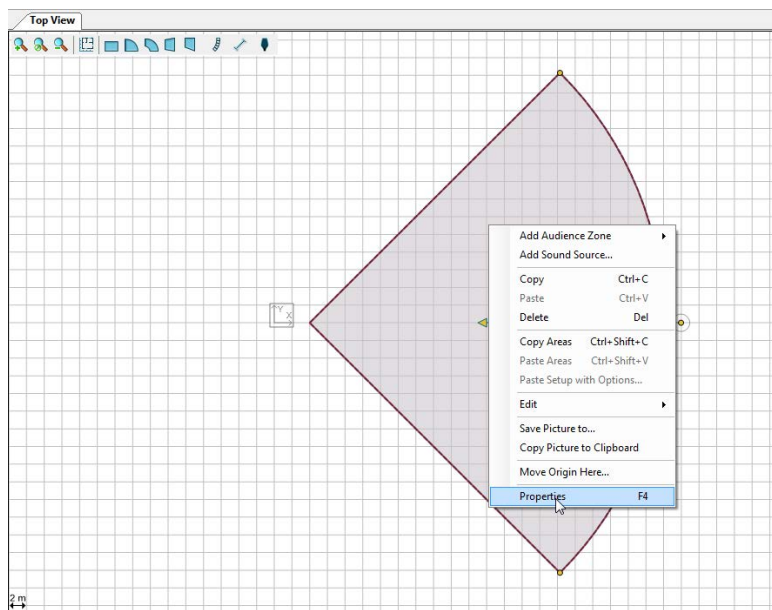 Top View
Y
X
Add Audience Zone
Add Sound Source...
Copy Ctrl+C
Paste Ctrl+V
Delete Del
Copy Areas Ctrl+Shift+C
Paste Areas Ctrl+Shift+V
Paste Setup with Options...
Edit
Save Picture to...
Copy Picture to Clipboard
Move Origin Here...
Properties F4
2 m